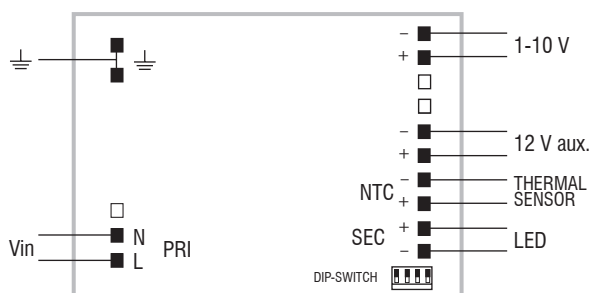 −
1-10 V
+
−
12 V aux.
+
−
NTC
THERMAL
SENSOR
+
N
PRI
Vin
L
+
SEC
LED
−
DIP-SWITCH